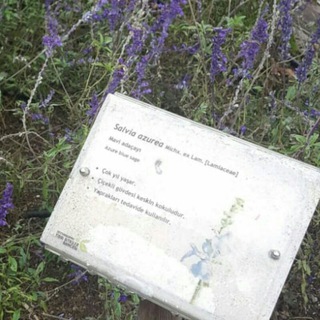 Salvia azurea Michx. ex Lam. [Lamiaceae]
Mavi adaçayı
Azure blue sage
• Çok yıl yaşar.
• Çiçekli gövdesi keskin kokuludur.
• Yaprakları tedavide kullanılır.